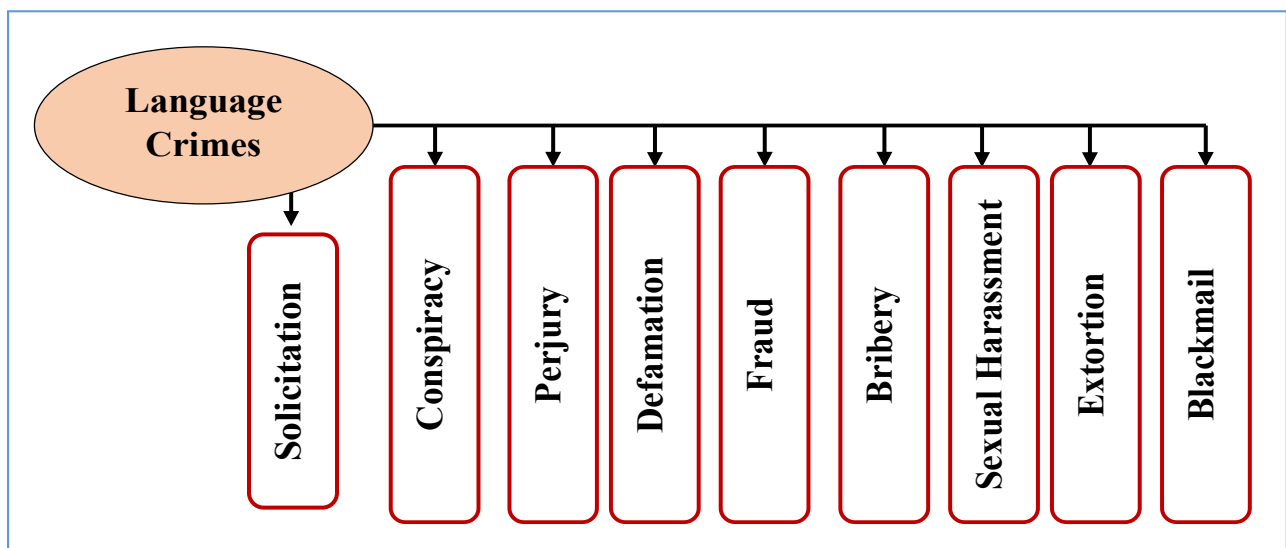 Language
Crimes
Solicitation
Conspiracy
Perjury
Defamation
Fraud
Bribery
Sexual Harassment
Extortion
Blackmail